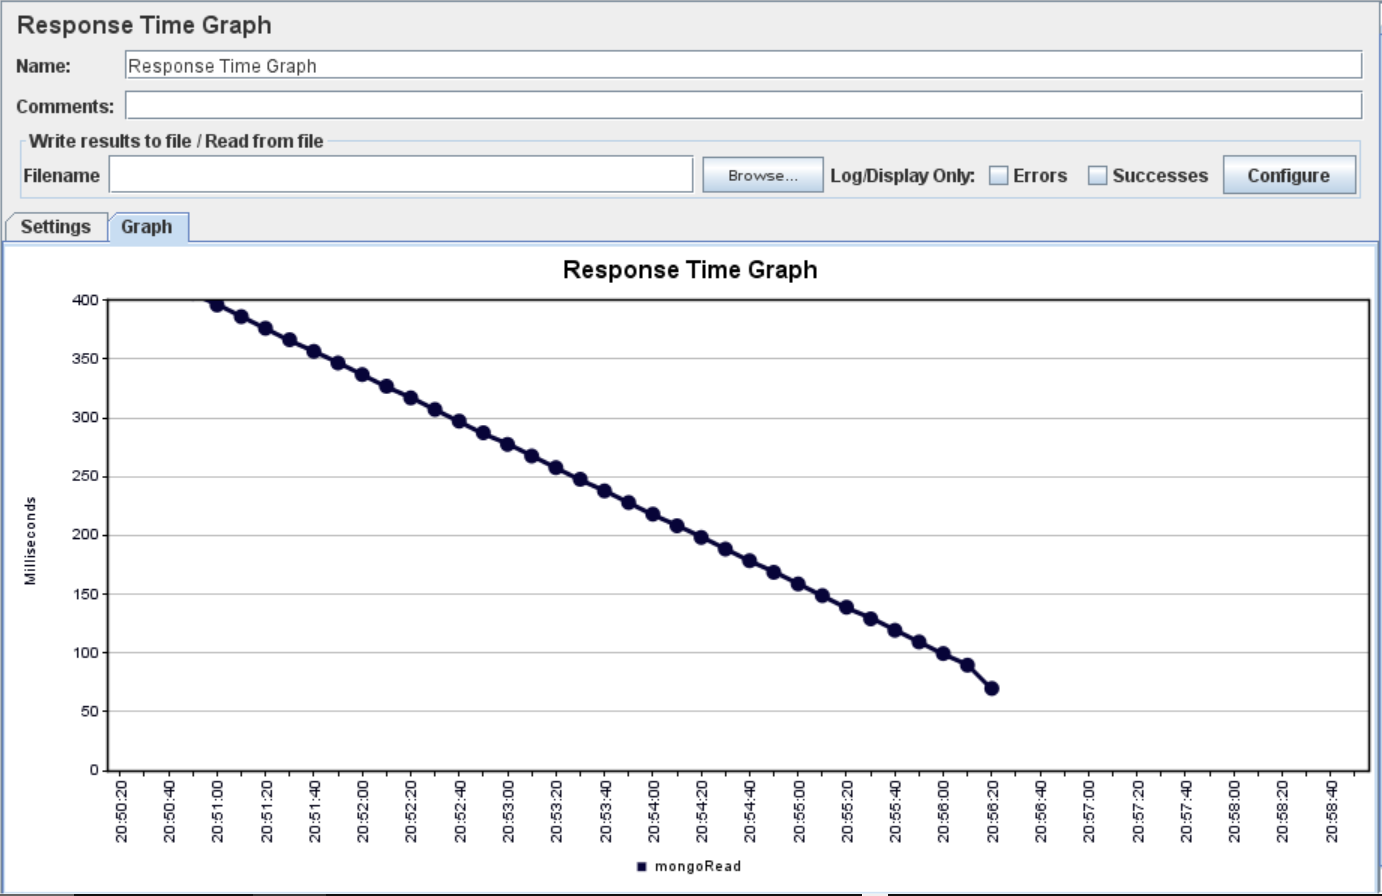 Response Time Graph
Name: Response Time Graph
Comments:
Write results to file / Read from file
Filename Browse... Log/Display Only: Errors Successes Configure
Settings Graph
Response Time Graph
400
350
300
250
200
150
100
50
0
Milliseconds
20:50:20 20:50:40 20:51:00 20:51:20 20:51:40 20:52:00 20:52:20 20:52:40 20:53:00 20:53:20 20:53:40 20:54:00 20:54:20 20:54:40 20:55:00 20:55:20 20:55:40 20:56:00 20:56:20 20:56:40 20:57:00 20:57:20 20:57:40 20:58:00 20:58:20 20:58:40
mongoRead